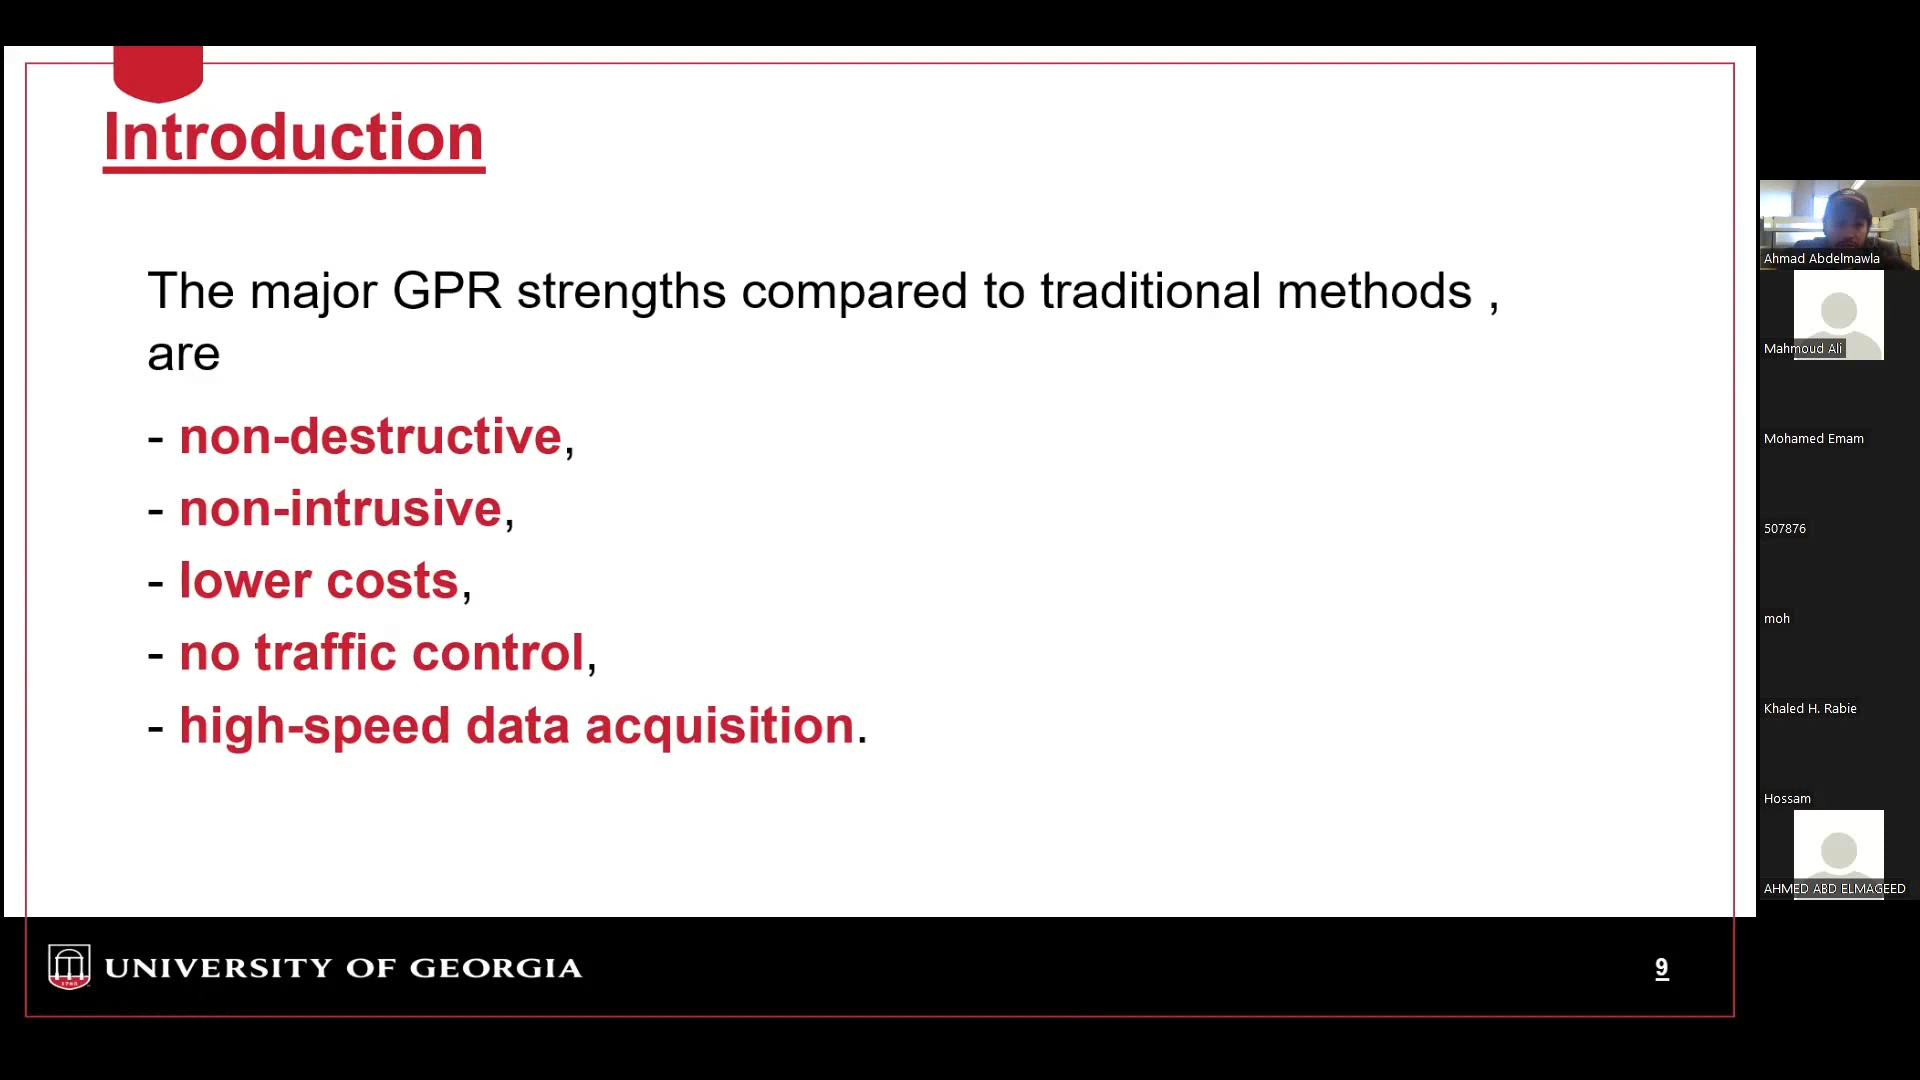 Introduction
The major GPR strengths compared to traditional methods ,
are
- non-destructive,
- non-intrusive,
- lower costs,
- no traffic control,
- high-speed data acquisition.
1785
UNIVERSITY OF GEORGIA
9
Ahmad Abdelmawla
Mahmoud Ali
Mohamed Emam
507876
moh
Khaled H. Rabie
Hossam
AHMED ABD ELMAGEED